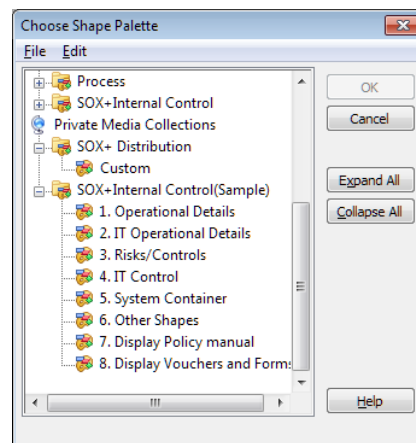 Choose Shape Palette
File Edit
Process
SOX+Internal Control
Private Media Collections
SOX+ Distribution
Custom
SOX+Internal Control(Sample)
1. Operational Details
2. IT Operational Details
3. Risks/Controls
4. IT Control
5. System Container
6. Other Shapes
7. Display Policy manual
8. Display Vouchers and Forms
OK
Cancel
Expand All
Collapse All
Help